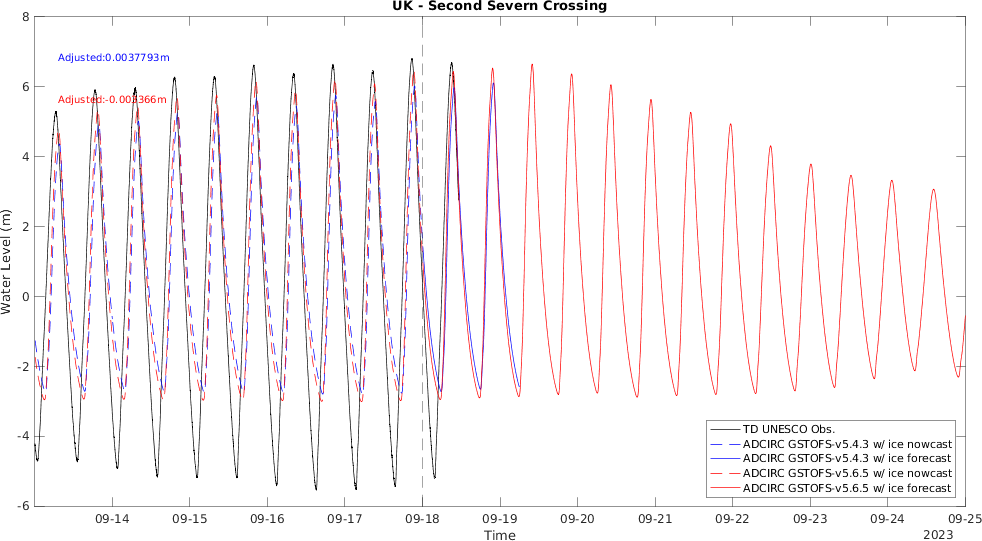 UK - Second Severn Crossing
8
6
4
2
0
-2
-4
-6
Water Level (m)
Adjusted:0.0037793m
TD UNESCO Obs.
ADCIRC GSTOFS-v5.4.3 w/ ice nowcast
ADCIRC GSTOFS-v5.4.3 w/ ice forecast
ADCIRC GSTOFS-v5.6.5 w/ ice nowcast
ADCIRC GSTOFS-v5.6.5 w/ ice forecast
09-14 09-15 09-16 09-17 09-18 09-19 09-20 09-21 09-22 09-23 09-24 09-25
Time
2023